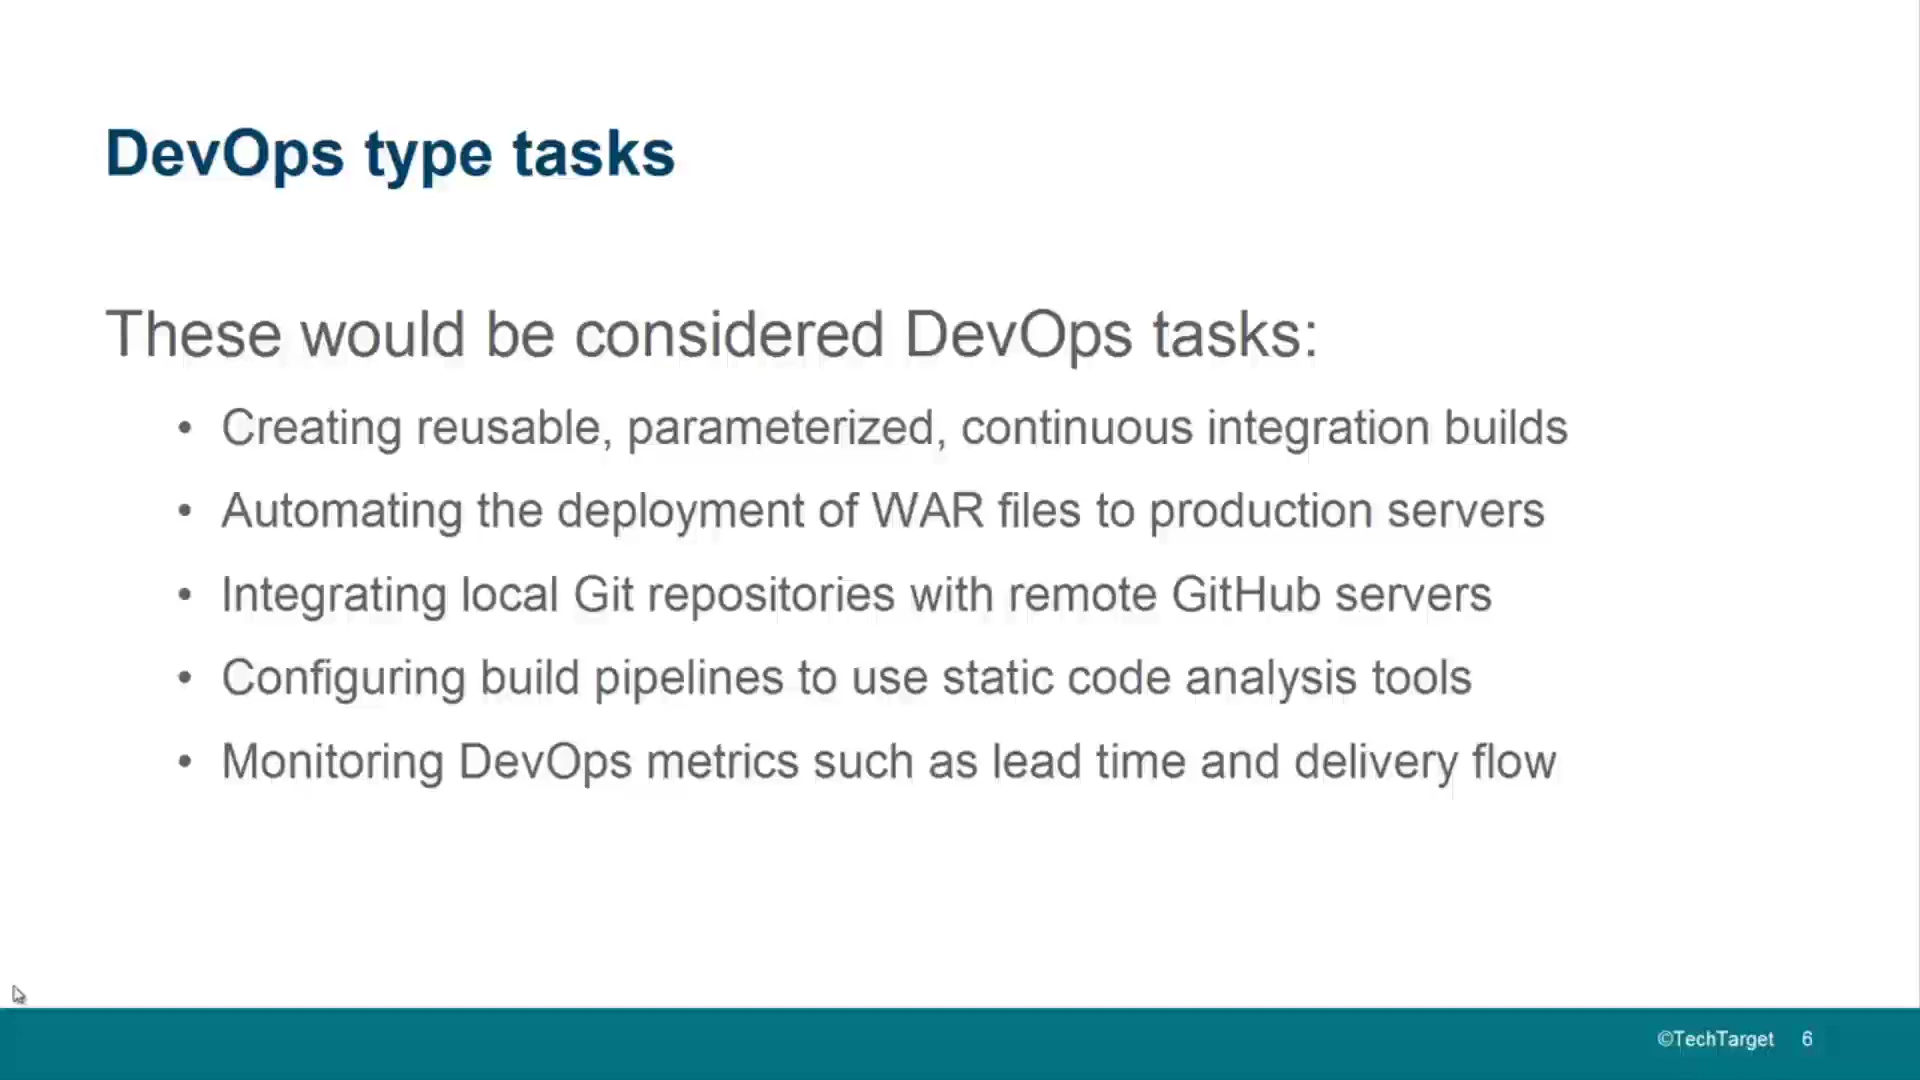 DevOps type tasks
These would be considered DevOps tasks:
• Creating reusable, parameterized, continuous integration builds
• Automating the deployment of WAR files to production servers
• Integrating local Git repositories with remote GitHub servers
• Configuring build pipelines to use static code analysis tools
• Monitoring DevOps metrics such as lead time and delivery flow
©TechTarget 6